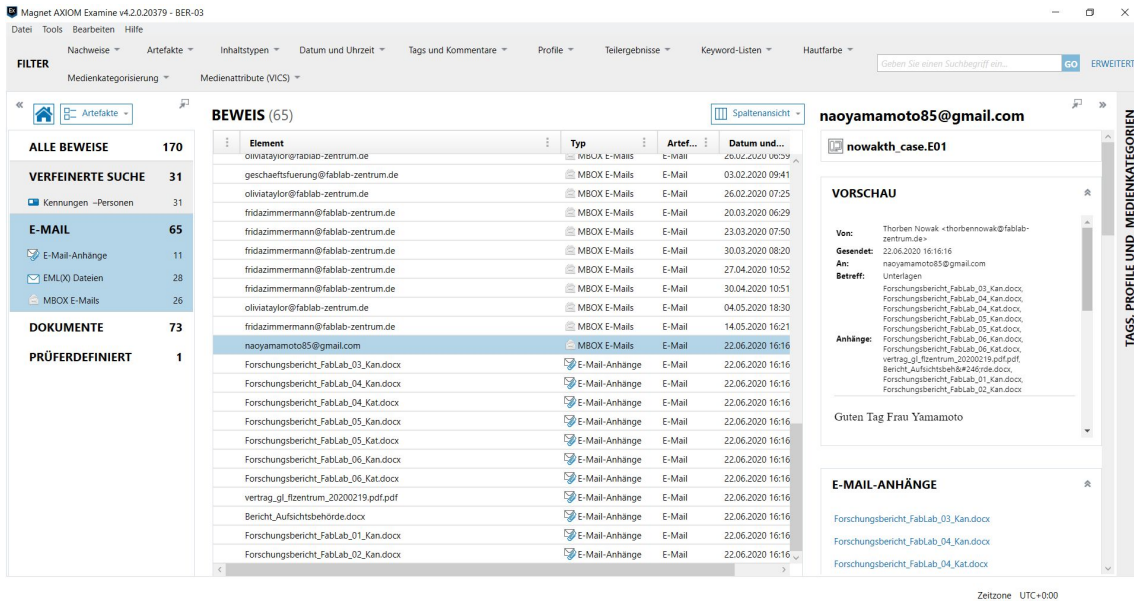 Magnet AXIOM Examine v4.2.0.20379 - BER-03
Datei Tools Bearbeiten Hilfe
FILTER
Nachweise Artefakte Inhaltstypen Datum und Uhrzeit Tags und Kommentare Profile Teilergebnisse Keyword-Listen Hautfarbe
Medienkategorisierung Medienattribute (VICS)
Geben Sie einen Suchbegriff ein... GO ERWEITERT
Artefakte
ALLE BEWEISE 170
VERFEINERTE SUCHE 31
Kennungen –Personen 31
E-MAIL 65
E-Mail-Anhänge 11
EML(X) Dateien 28
MBOX E-Mails 26
DOKUMENTE 73
PRÜFERDEFINIERT 1
BEWEIS (65) Spaltenansicht
Element Typ Artef... Datum und...
oliviataylor@fablab-zentrum.de MBOX E-Mails E-Mail 26.02.2020 06:59
geschaeftsfuerung@fablab-zentrum.de MBOX E-Mails E-Mail 03.02.2020 09:41
oliviataylor@fablab-zentrum.de MBOX E-Mails E-Mail 26.02.2020 07:25
fridazimmermann@fablab-zentrum.de MBOX E-Mails E-Mail 20.03.2020 06:29
fridazimmermann@fablab-zentrum.de MBOX E-Mails E-Mail 23.03.2020 07:50
fridazimmermann@fablab-zentrum.de MBOX E-Mails E-Mail 30.03.2020 08:20
fridazimmermann@fablab-zentrum.de MBOX E-Mails E-Mail 27.04.2020 10:52
fridazimmermann@fablab-zentrum.de MBOX E-Mails E-Mail 30.04.2020 10:51
oliviataylor@fablab-zentrum.de MBOX E-Mails E-Mail 04.05.2020 18:30
fridazimmermann@fablab-zentrum.de MBOX E-Mails E-Mail 14.05.2020 16:21
naoyamamoto85@gmail.com MBOX E-Mails E-Mail 22.06.2020 16:16
Forschungsbericht_FabLab_03_Kan.docx E-Mail-Anhänge E-Mail 22.06.2020 16:16
Forschungsbericht_FabLab_04_Kan.docx E-Mail-Anhänge E-Mail 22.06.2020 16:16
Forschungsbericht_FabLab_04_Kat.docx E-Mail-Anhänge E-Mail 22.06.2020 16:16
Forschungsbericht_FabLab_05_Kan.docx E-Mail-Anhänge E-Mail 22.06.2020 16:16
Forschungsbericht_FabLab_05_Kat.docx E-Mail-Anhänge E-Mail 22.06.2020 16:16
Forschungsbericht_FabLab_06_Kan.docx E-Mail-Anhänge E-Mail 22.06.2020 16:16
Forschungsbericht_FabLab_06_Kat.docx E-Mail-Anhänge E-Mail 22.06.2020 16:16
vertrag_gl_flzentrum_20200219.pdf.pdf E-Mail-Anhänge E-Mail 22.06.2020 16:16
Bericht_Aufsichtsbehörde.docx E-Mail-Anhänge E-Mail 22.06.2020 16:16
Forschungsbericht_FabLab_01_Kan.docx E-Mail-Anhänge E-Mail 22.06.2020 16:16
Forschungsbericht_FabLab_02_Kan.docx E-Mail-Anhänge E-Mail 22.06.2020 16:16
naoyamamoto85@gmail.com
nowakth_case.E01
VORSCHAU
Von: Thorben Nowak <thorbennowak@fablab-
zentrum.de>
Gesendet: 22.06.2020 16:16:16
An: naoyamamoto85@gmail.com
Betreff: Unterlagen
Anhänge: Forschungsbericht_FabLab_03_Kan.docx,
Forschungsbericht_FabLab_04_Kan.docx,
Forschungsbericht_FabLab_04_Kat.docx,
Forschungsbericht_FabLab_05_Kan.docx,
Forschungsbericht_FabLab_05_Kat.docx,
Forschungsbericht_FabLab_06_Kan.docx,
Forschungsbericht_FabLab_06_Kat.docx,
vertrag_gl_flzentrum_20200219.pdf.pdf,
Bericht_Aufsichtsbeh&#246;rde.docx,
Forschungsbericht_FabLab_01_Kan.docx,
Forschungsbericht_FabLab_02_Kan.docx
Guten Tag Frau Yamamoto
E-MAIL-ANHÄNGE
Forschungsbericht_FabLab_03_Kan.docx
Forschungsbericht_FabLab_04_Kan.docx
Forschungsbericht_FabLab_04_Kat.docx
TAGS, PROFILE UND MEDIENKATEGORIEN
Zeitzone UTC+0:00